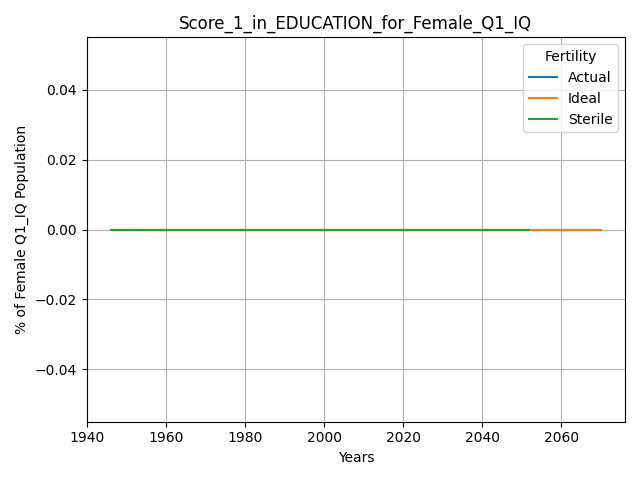 Score_1_in_EDUCATION_for_Female_Q1_IQ
Fertility
Actual
Ideal
Sterile
0.04
0.02
0.00
−0.02
−0.04
% of Female Q1_IQ Population
1940 1960 1980 2000 2020 2040 2060
Years